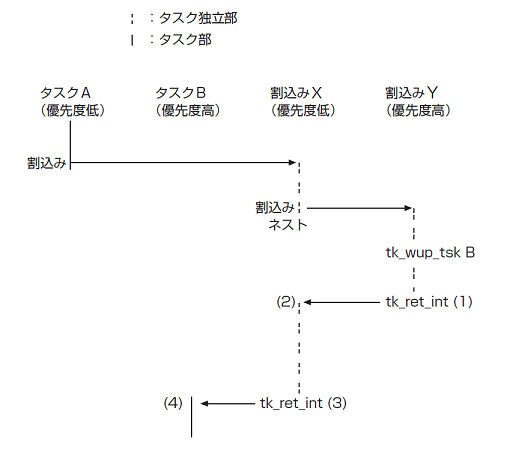 ：タスク独立部
：タスク部
タスクA
（優先度低）
タスクB
（優先度高）
割込みX
（優先度低）
割込みY
（優先度高）
割込み
割込み
ネスト
tk_wup_tsk B
(2)
tk_ret_int (1)
(4)
tk_ret_int (3)